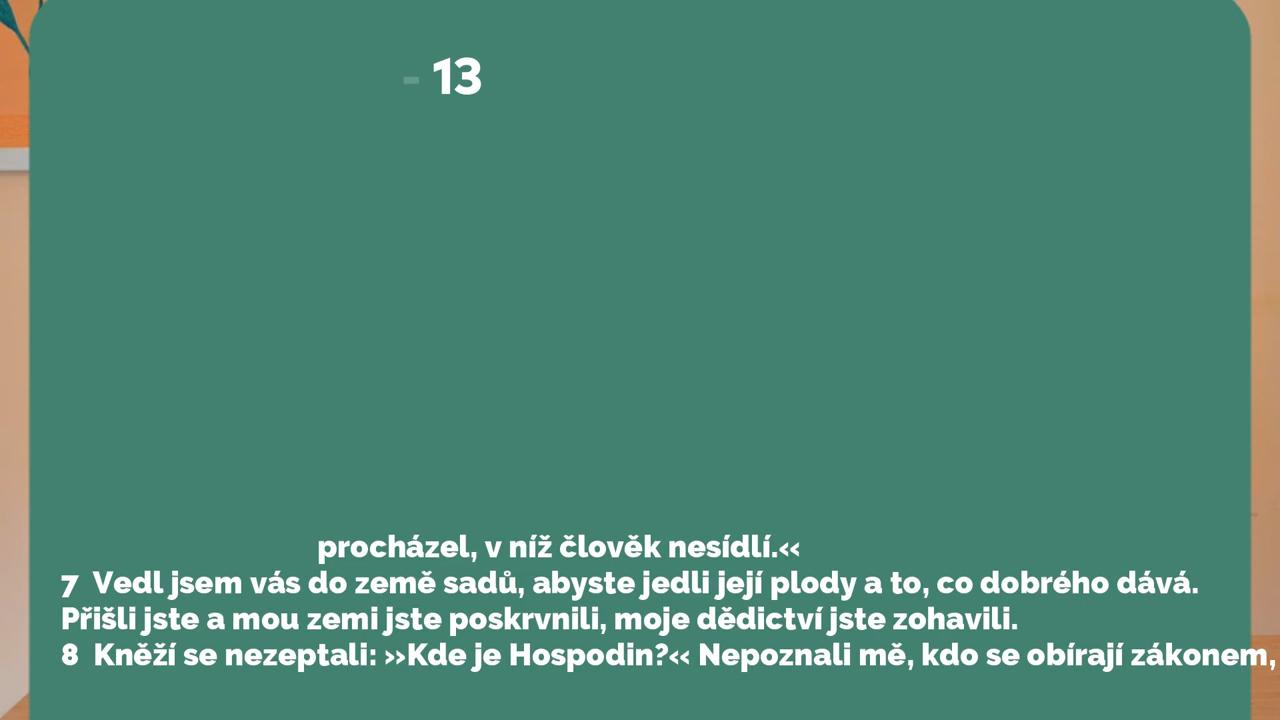 - 13
procházel, v níž člověk nesídlí.‹‹
7 Vedl jsem vás do země sadů, abyste jedli její plody a to, co dobrého dává.
Přišli jste a mou zemi jste poskrvnili, moje dědictví jste zohavili.
8 Kněží se nezeptali: ››Kde je Hospodin?‹‹ Nepoznali mě, kdo se obírají zákonem,